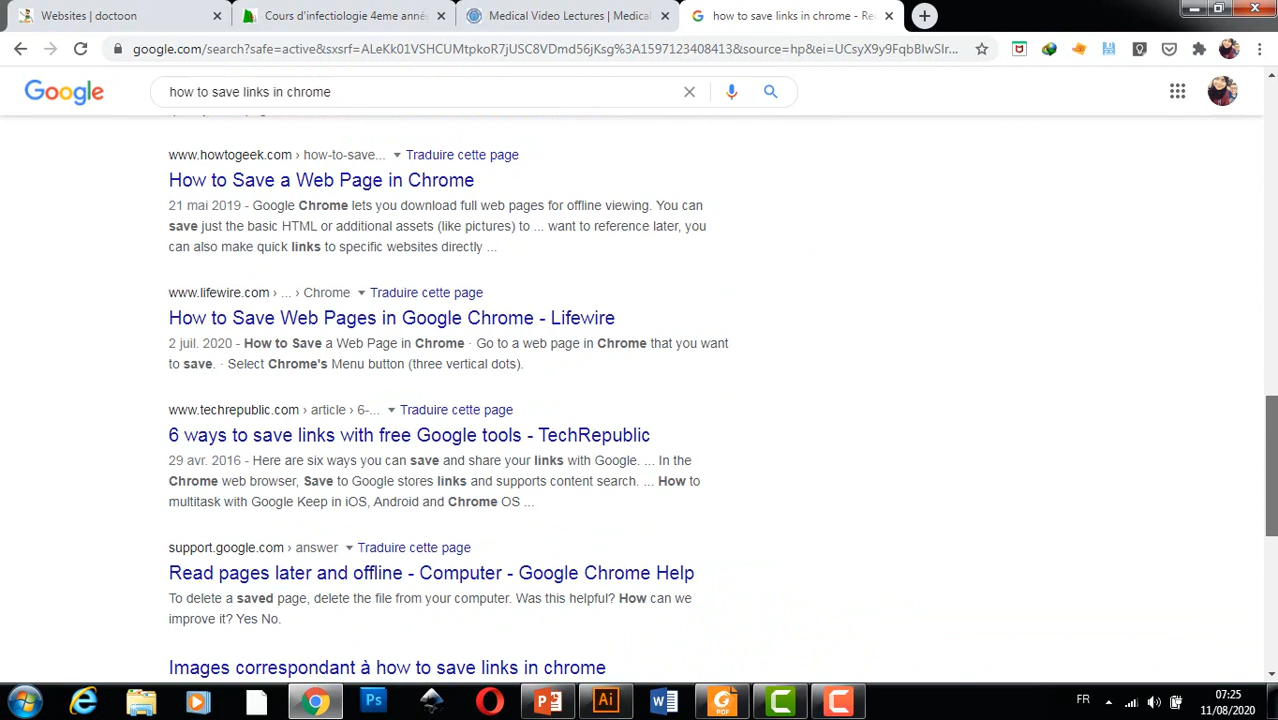 Websites | doctoon
Cours d'infectiologie 4eme anné
Medical Video Lectures | Medical
how to save links in chrome - Re
google.com/search?safe=active&sxsrf=ALeKk01VSHCUMtpkoR7jUSC8VDmd56jKsg%3A1597123408413&source=hp&ei=UCsyX9y9FqbBlwSIr...
Google
how to save links in chrome
www.howtogeek.com › how-to-save... Traduire cette page
How to Save a Web Page in Chrome
21 mai 2019 - Google Chrome lets you download full web pages for offline viewing. You can
save just the basic HTML or additional assets (like pictures) to ... want to reference later, you
can also make quick links to specific websites directly ...
www.lifewire.com › ... › Chrome Traduire cette page
How to Save Web Pages in Google Chrome - Lifewire
2 juil. 2020 - How to Save a Web Page in Chrome · Go to a web page in Chrome that you want
to save. · Select Chrome's Menu button (three vertical dots).
www.techrepublic.com › article › 6-... Traduire cette page
6 ways to save links with free Google tools - TechRepublic
29 avr. 2016 - Here are six ways you can save and share your links with Google. ... In the
Chrome web browser, Save to Google stores links and supports content search. ... How to
multitask with Google Keep in iOS, Android and Chrome OS ...
support.google.com › answer Traduire cette page
Read pages later and offline - Computer - Google Chrome Help
To delete a saved page, delete the file from your computer. Was this helpful? How can we
improve it? Yes No.
Images correspondant à how to save links in chrome
Ps
Ai
PDF
FR
07:25
11/08/2020